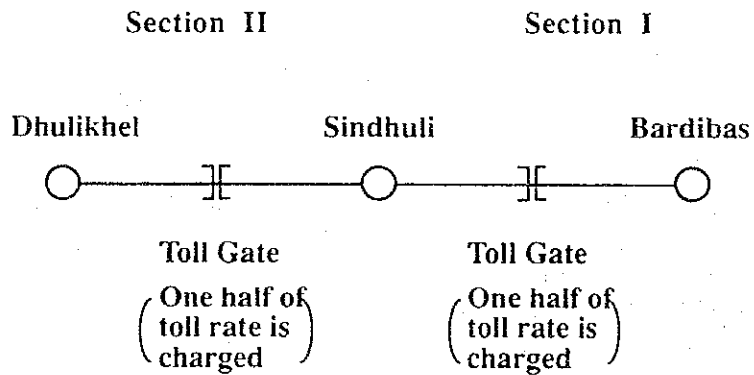 Section II
Section I
Dhulikhel
Sindhuli
Bardibas
Toll Gate
(One half of
toll rate is
charged)
Toll Gate
(One half of
toll rate is
charged)